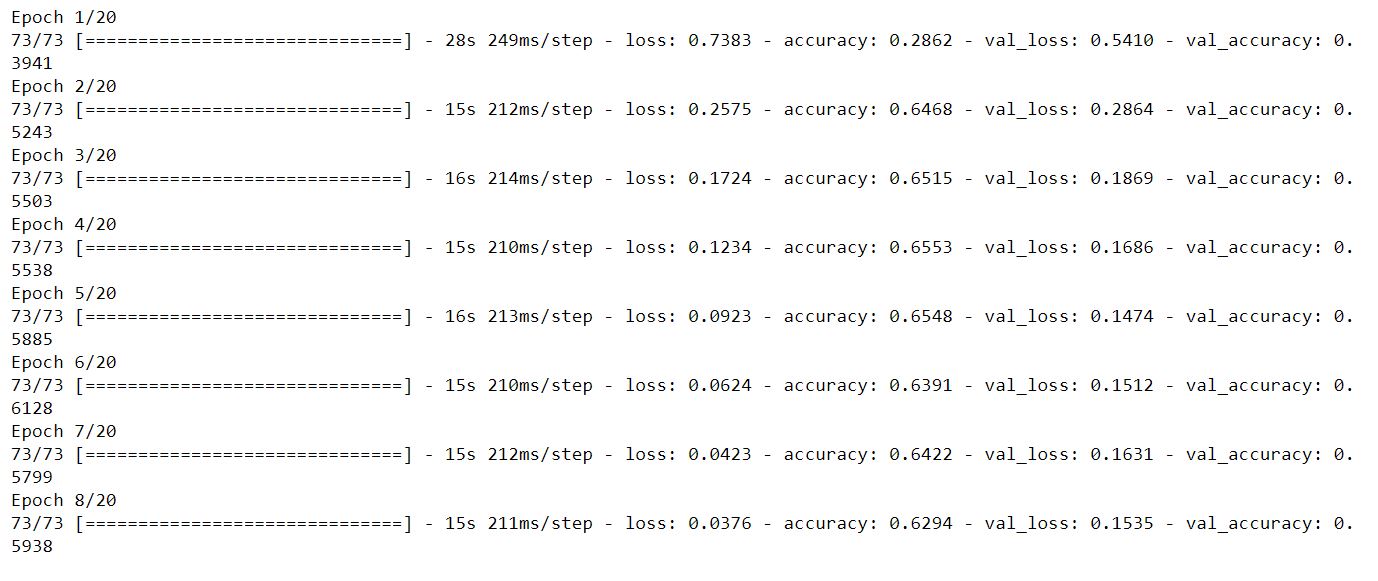 Epoch 1/20
73/73 [==============================] - 28s 249ms/step - loss: 0.7383 - accuracy: 0.2862 - val_loss: 0.5410 - val_accuracy: 0.
3941
Epoch 2/20
73/73 [==============================] - 15s 212ms/step - loss: 0.2575 - accuracy: 0.6468 - val_loss: 0.2864 - val_accuracy: 0.
5243
Epoch 3/20
73/73 [==============================] - 16s 214ms/step - loss: 0.1724 - accuracy: 0.6515 - val_loss: 0.1869 - val_accuracy: 0.
5503
Epoch 4/20
73/73 [==============================] - 15s 210ms/step - loss: 0.1234 - accuracy: 0.6553 - val_loss: 0.1686 - val_accuracy: 0.
5538
Epoch 5/20
73/73 [==============================] - 16s 213ms/step - loss: 0.0923 - accuracy: 0.6548 - val_loss: 0.1474 - val_accuracy: 0.
5885
Epoch 6/20
73/73 [==============================] - 15s 210ms/step - loss: 0.0624 - accuracy: 0.6391 - val_loss: 0.1512 - val_accuracy: 0.
6128
Epoch 7/20
73/73 [==============================] - 15s 212ms/step - loss: 0.0423 - accuracy: 0.6422 - val_loss: 0.1631 - val_accuracy: 0.
5799
Epoch 8/20
73/73 [==============================] - 15s 211ms/step - loss: 0.0376 - accuracy: 0.6294 - val_loss: 0.1535 - val_accuracy: 0.
5938